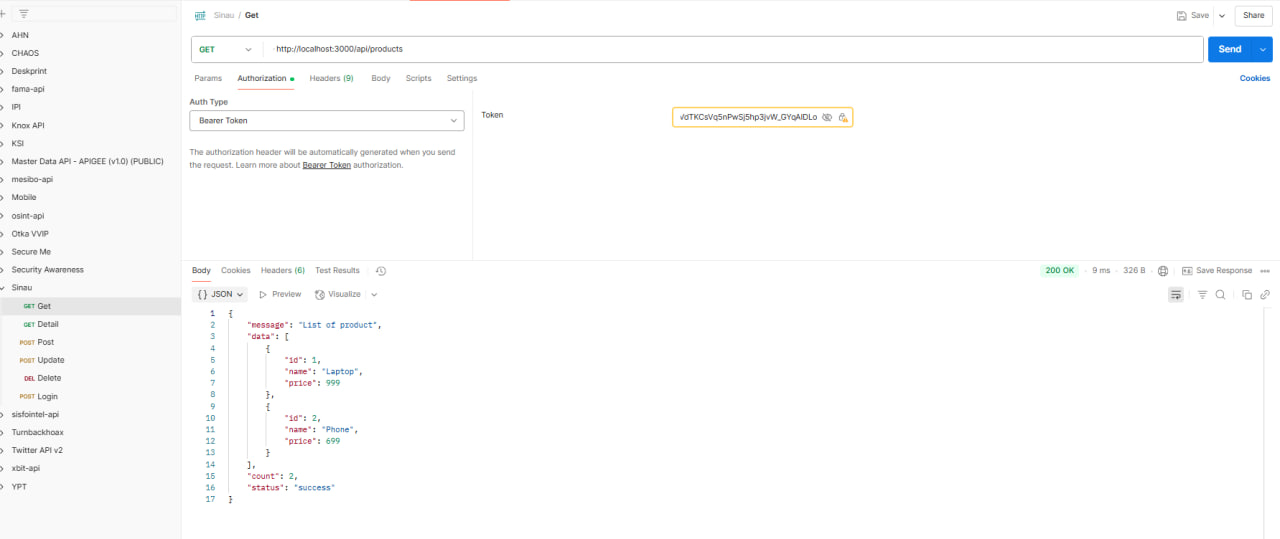 Sinau / Get
Save
Share
GET
http://localhost:3000/api/products
Send
Params
Authorization
Headers (9)
Body
Scripts
Settings
Cookies
Auth Type
Bearer Token
The authorization header will be automatically generated when you send
the request. Learn more about Bearer Token authorization.
Token
VdTKCsVq5nPwSj5hp3jvW_GYqAIDLo
AHN
CHAOS
Deskprint
fama-api
IPI
Knox API
KSI
Master Data API - APIGEE (v1.0) (PUBLIC)
mesibo-api
Mobile
osint-api
Otka VVIP
Secure Me
Security Awareness
Sinau
GET Get
GET Detail
POST Post
POST Update
DEL Delete
POST Login
sisfointel-api
Turnbackhoax
Twitter API v2
xbit-api
YPT
Body
Cookies
Headers (6)
Test Results
200 OK
9 ms
326 B
Save Response
{} JSON
Preview
Visualize
1 {
2 "message": "List of product",
3 "data": [
4 {
5 "id": 1,
6 "name": "Laptop",
7 "price": 999
8 },
9 {
10 "id": 2,
11 "name": "Phone",
12 "price": 699
13 }
14 ],
15 "count": 2,
16 "status": "success"
17 }